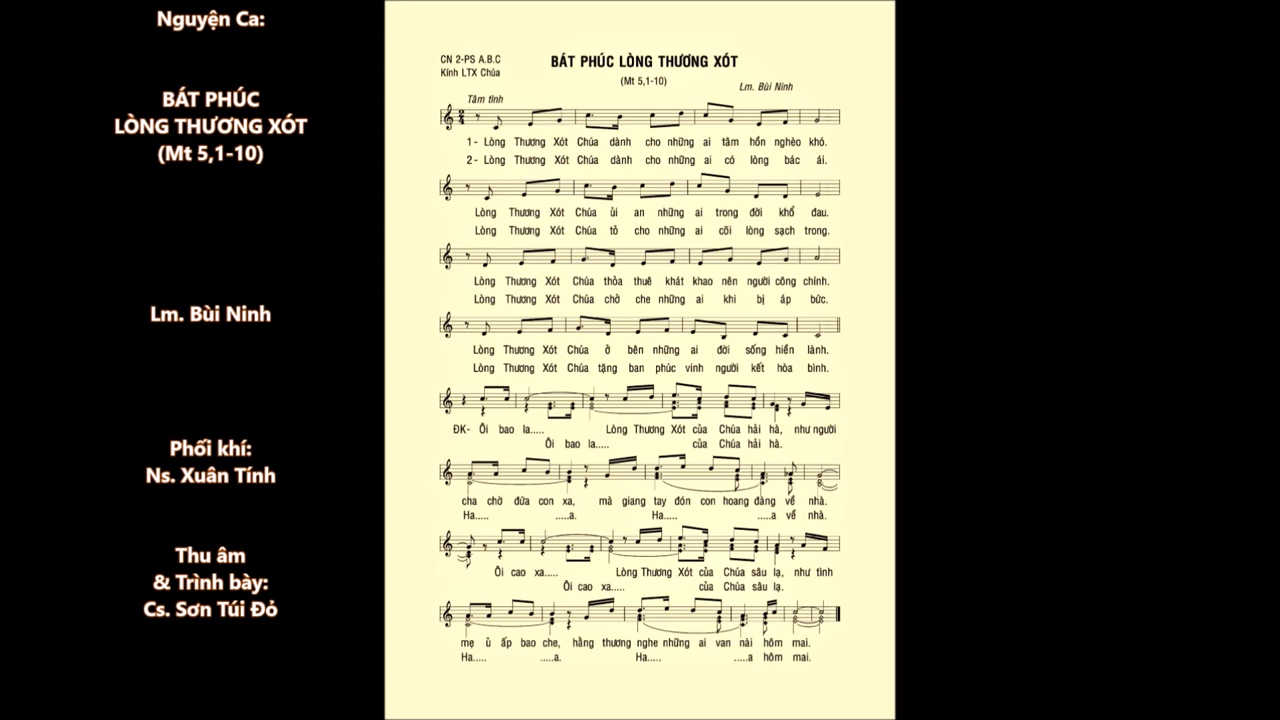 Nguyện Ca:
BÁT PHÚC
LÒNG THƯƠNG XÓT
(Mt 5,1-10)
Lm. Bùi Ninh
Phối khí:
Ns. Xuân Tính
Thu âm
& Trình bày:
Cs. Sơn Túi Đỏ
CN 2-PS A.B.C
Kính LTX Chúa
BÁT PHÚC LÒNG THƯƠNG XÓT
(Mt 5,1-10)
Lm. Bùi Ninh
Tâm tình
1- Lòng Thương Xót Chúa dành cho những ai tâm hồn nghèo khó.
2- Lòng Thương Xót Chúa dành cho những ai có lòng bác ái.
Lòng Thương Xót Chúa ủi an những ai trong đời khổ đau.
Lòng Thương Xót Chúa tỏ cho những ai cõi lòng sạch trong.
Lòng Thương Xót Chúa thỏa thuê khát khao nên người công chính.
Lòng Thương Xót Chúa chở che những ai khi bị áp bức.
Lòng Thương Xót Chúa ở bên những ai đời sống hiền lành.
Lòng Thương Xót Chúa tặng ban phúc vinh người kết hòa bình.
ĐK- Ôi bao la..... Lòng Thương Xót của Chúa hải hà, như người
Ôi bao la..... của Chúa hải hà.
cha chờ đứa con xa, mà giang tay đón con hoang đàng về nhà.
Ha..... .....a. Ha..... .....a về nhà.
Ôi cao xa..... Lòng Thương Xót của Chúa sâu lạ, như tình
Ôi cao xa..... của Chúa sâu lạ.
mẹ ủ ấp bao che, hằng thương nghe những ai van nài hôm mai.
Ha..... .....a. Ha..... .....a hôm mai.